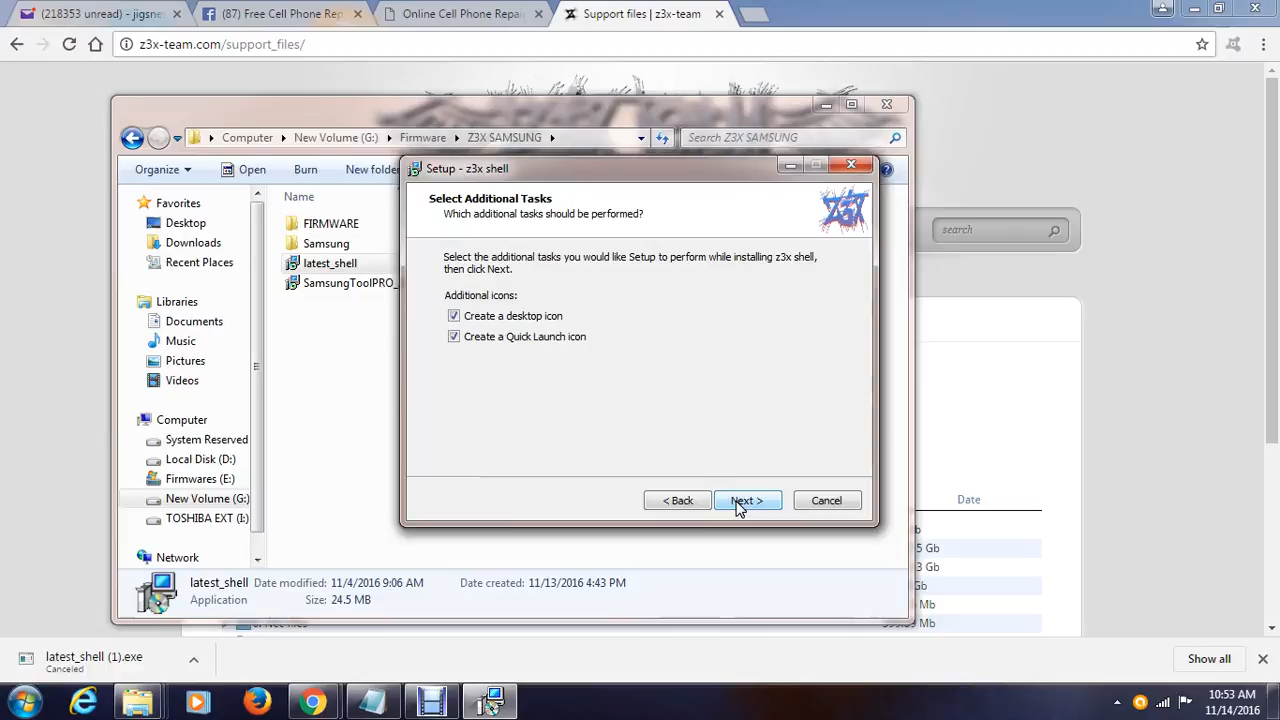 (218353 unread) - jigsne
(87) Free Cell Phone Rep
Online Cell Phone Repai
Support files | z3x-team
z3x-team.com/support_files/
Computer
New Volume (G:)
Firmware
Z3X SAMSUNG
Search Z3X SAMSUNG
Organize
Open
Burn
New folde
Favorites
Desktop
Downloads
Recent Places
Libraries
Documents
Music
Pictures
Videos
Computer
System Reserved
Local Disk (D:)
Firmwares (E:)
New Volume (G:)
TOSHIBA EXT (I:)
Network
Name
FIRMWARE
Samsung
latest_shell
SamsungToolPRO_
Setup - z3x shell
Select Additional Tasks
Which additional tasks should be performed?
Z3X
Select the additional tasks you would like Setup to perform while installing z3x shell,
then click Next.
Additional icons:
Create a desktop icon
Create a Quick Launch icon
< Back
Next >
Cancel
search
Date
5 Gb
3 Gb
Mb
Mb
latest_shell
Date modified: 11/4/2016 9:06 AM
Date created: 11/13/2016 4:43 PM
Application
Size: 24.5 MB
latest_shell (1).exe
Canceled
Show all
10:53 AM
11/14/2016